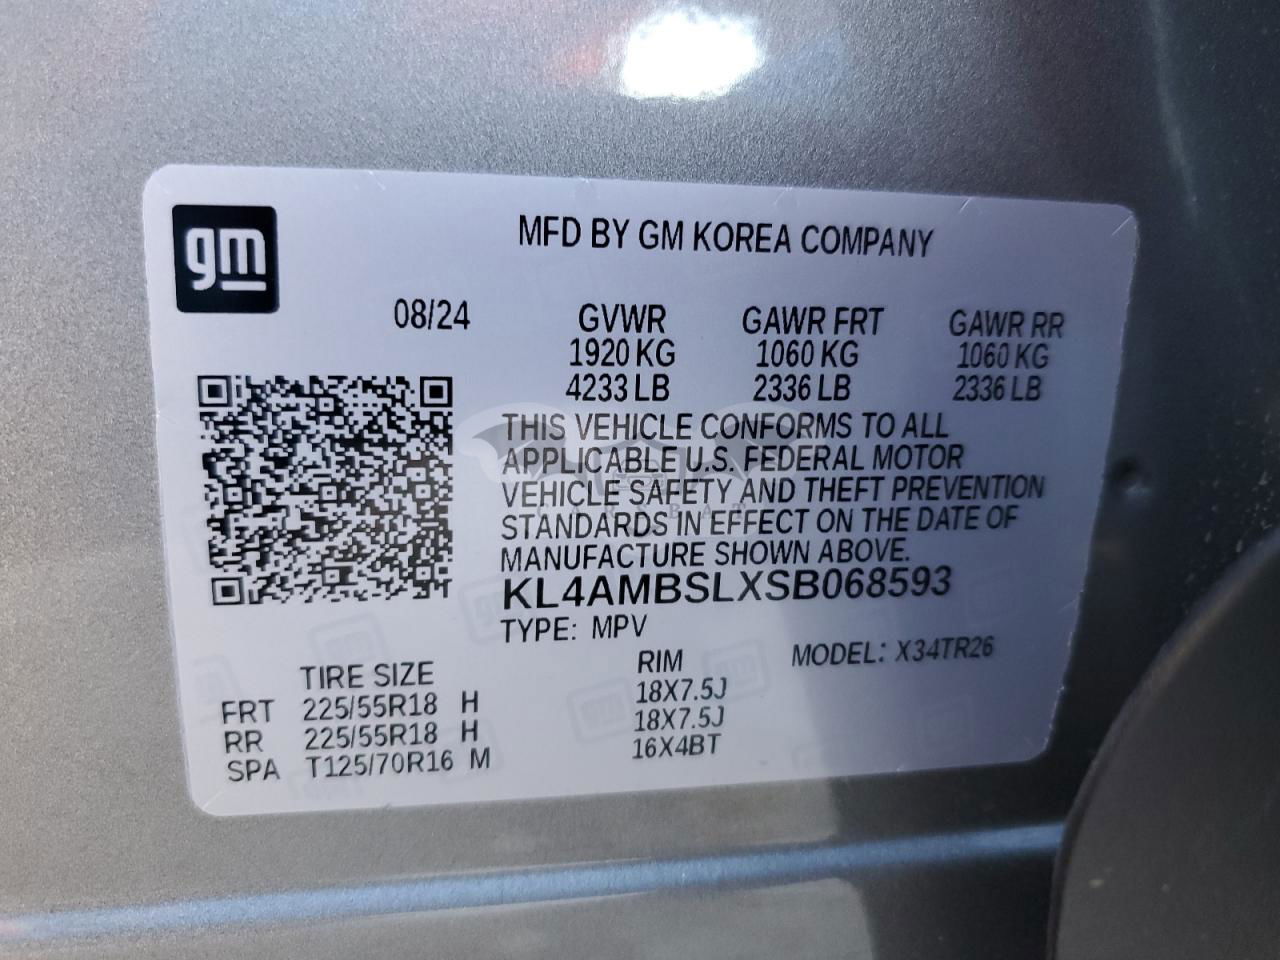 gm
MFD BY GM KOREA COMPANY
08/24 GVWR GAWR FRT GAWR RR
1920 KG 1060 KG 1060 KG
4233 LB 2336 LB 2336 LB
THIS VEHICLE CONFORMS TO ALL
APPLICABLE U.S. FEDERAL MOTOR
VEHICLE SAFETY AND THEFT PREVENTION
STANDARDS IN EFFECT ON THE DATE OF
MANUFACTURE SHOWN ABOVE.
KL4AMBSLXSB068593
TYPE: MPV MODEL: X34TR26
TIRE SIZE RIM
FRT 225/55R18 H 18X7.5J
RR 225/55R18 H 18X7.5J
SPA T125/70R16 M 16X4BT